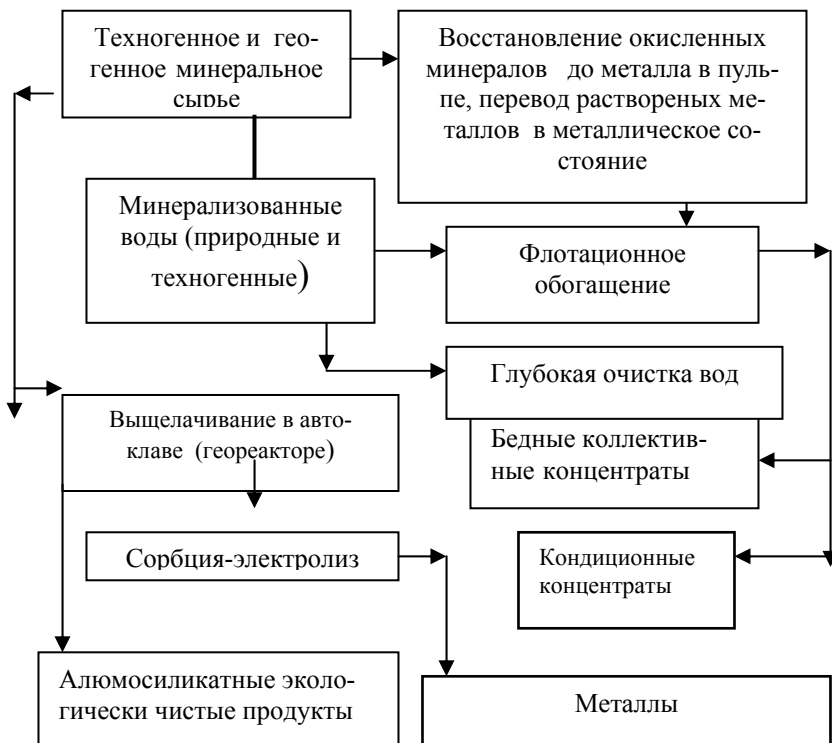 Техногенное и гео-
генное минеральное
сырье
Восстановление окисленных
минералов до металла в пуль-
пе, перевод раствореных ме-
таллов в металлическое со-
стояние
Минерализованные
воды (природные и
техногенные)
Флотационное
обогащение
Глубокая очистка вод
Выщелачивание в авто-
клаве (геореакторе)
Бедные коллектив-
ные концентраты
Сорбция-электролиз
Кондиционные
концентраты
Алюмосиликатные эколо-
гически чистые продукты
Металлы